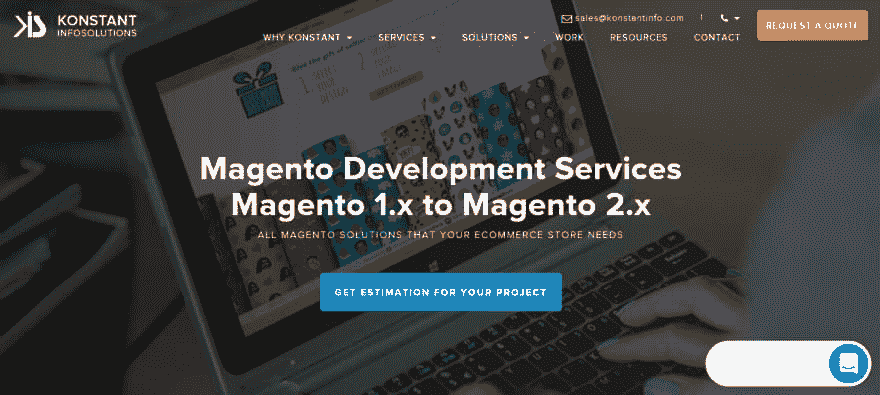 KONSTANT
INFOSOLUTIONS
sales@konstantinfo.com
REQUEST A QUOTE
WHY KONSTANT
SERVICES
SOLUTIONS
WORK
RESOURCES
CONTACT
Magento Development Services
Magento 1.x to Magento 2.x
ALL MAGENTO SOLUTIONS THAT YOUR ECOMMERCE STORE NEEDS
GET ESTIMATION FOR YOUR PROJECT